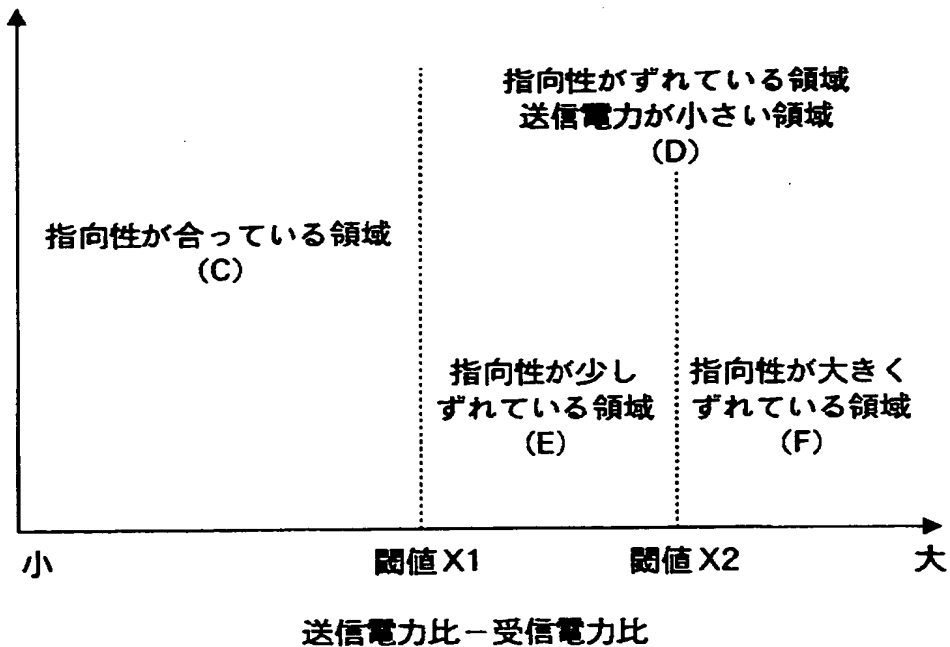 指向性がずれている領域
送信電力が小さい領域
(D)
指向性が合っている領域
(C)
指向性が少し
ずれている領域
(E)
指向性が大きく
ずれている領域
(F)
小
閾値X1
閾値X2
大
送信電力比－受信電力比